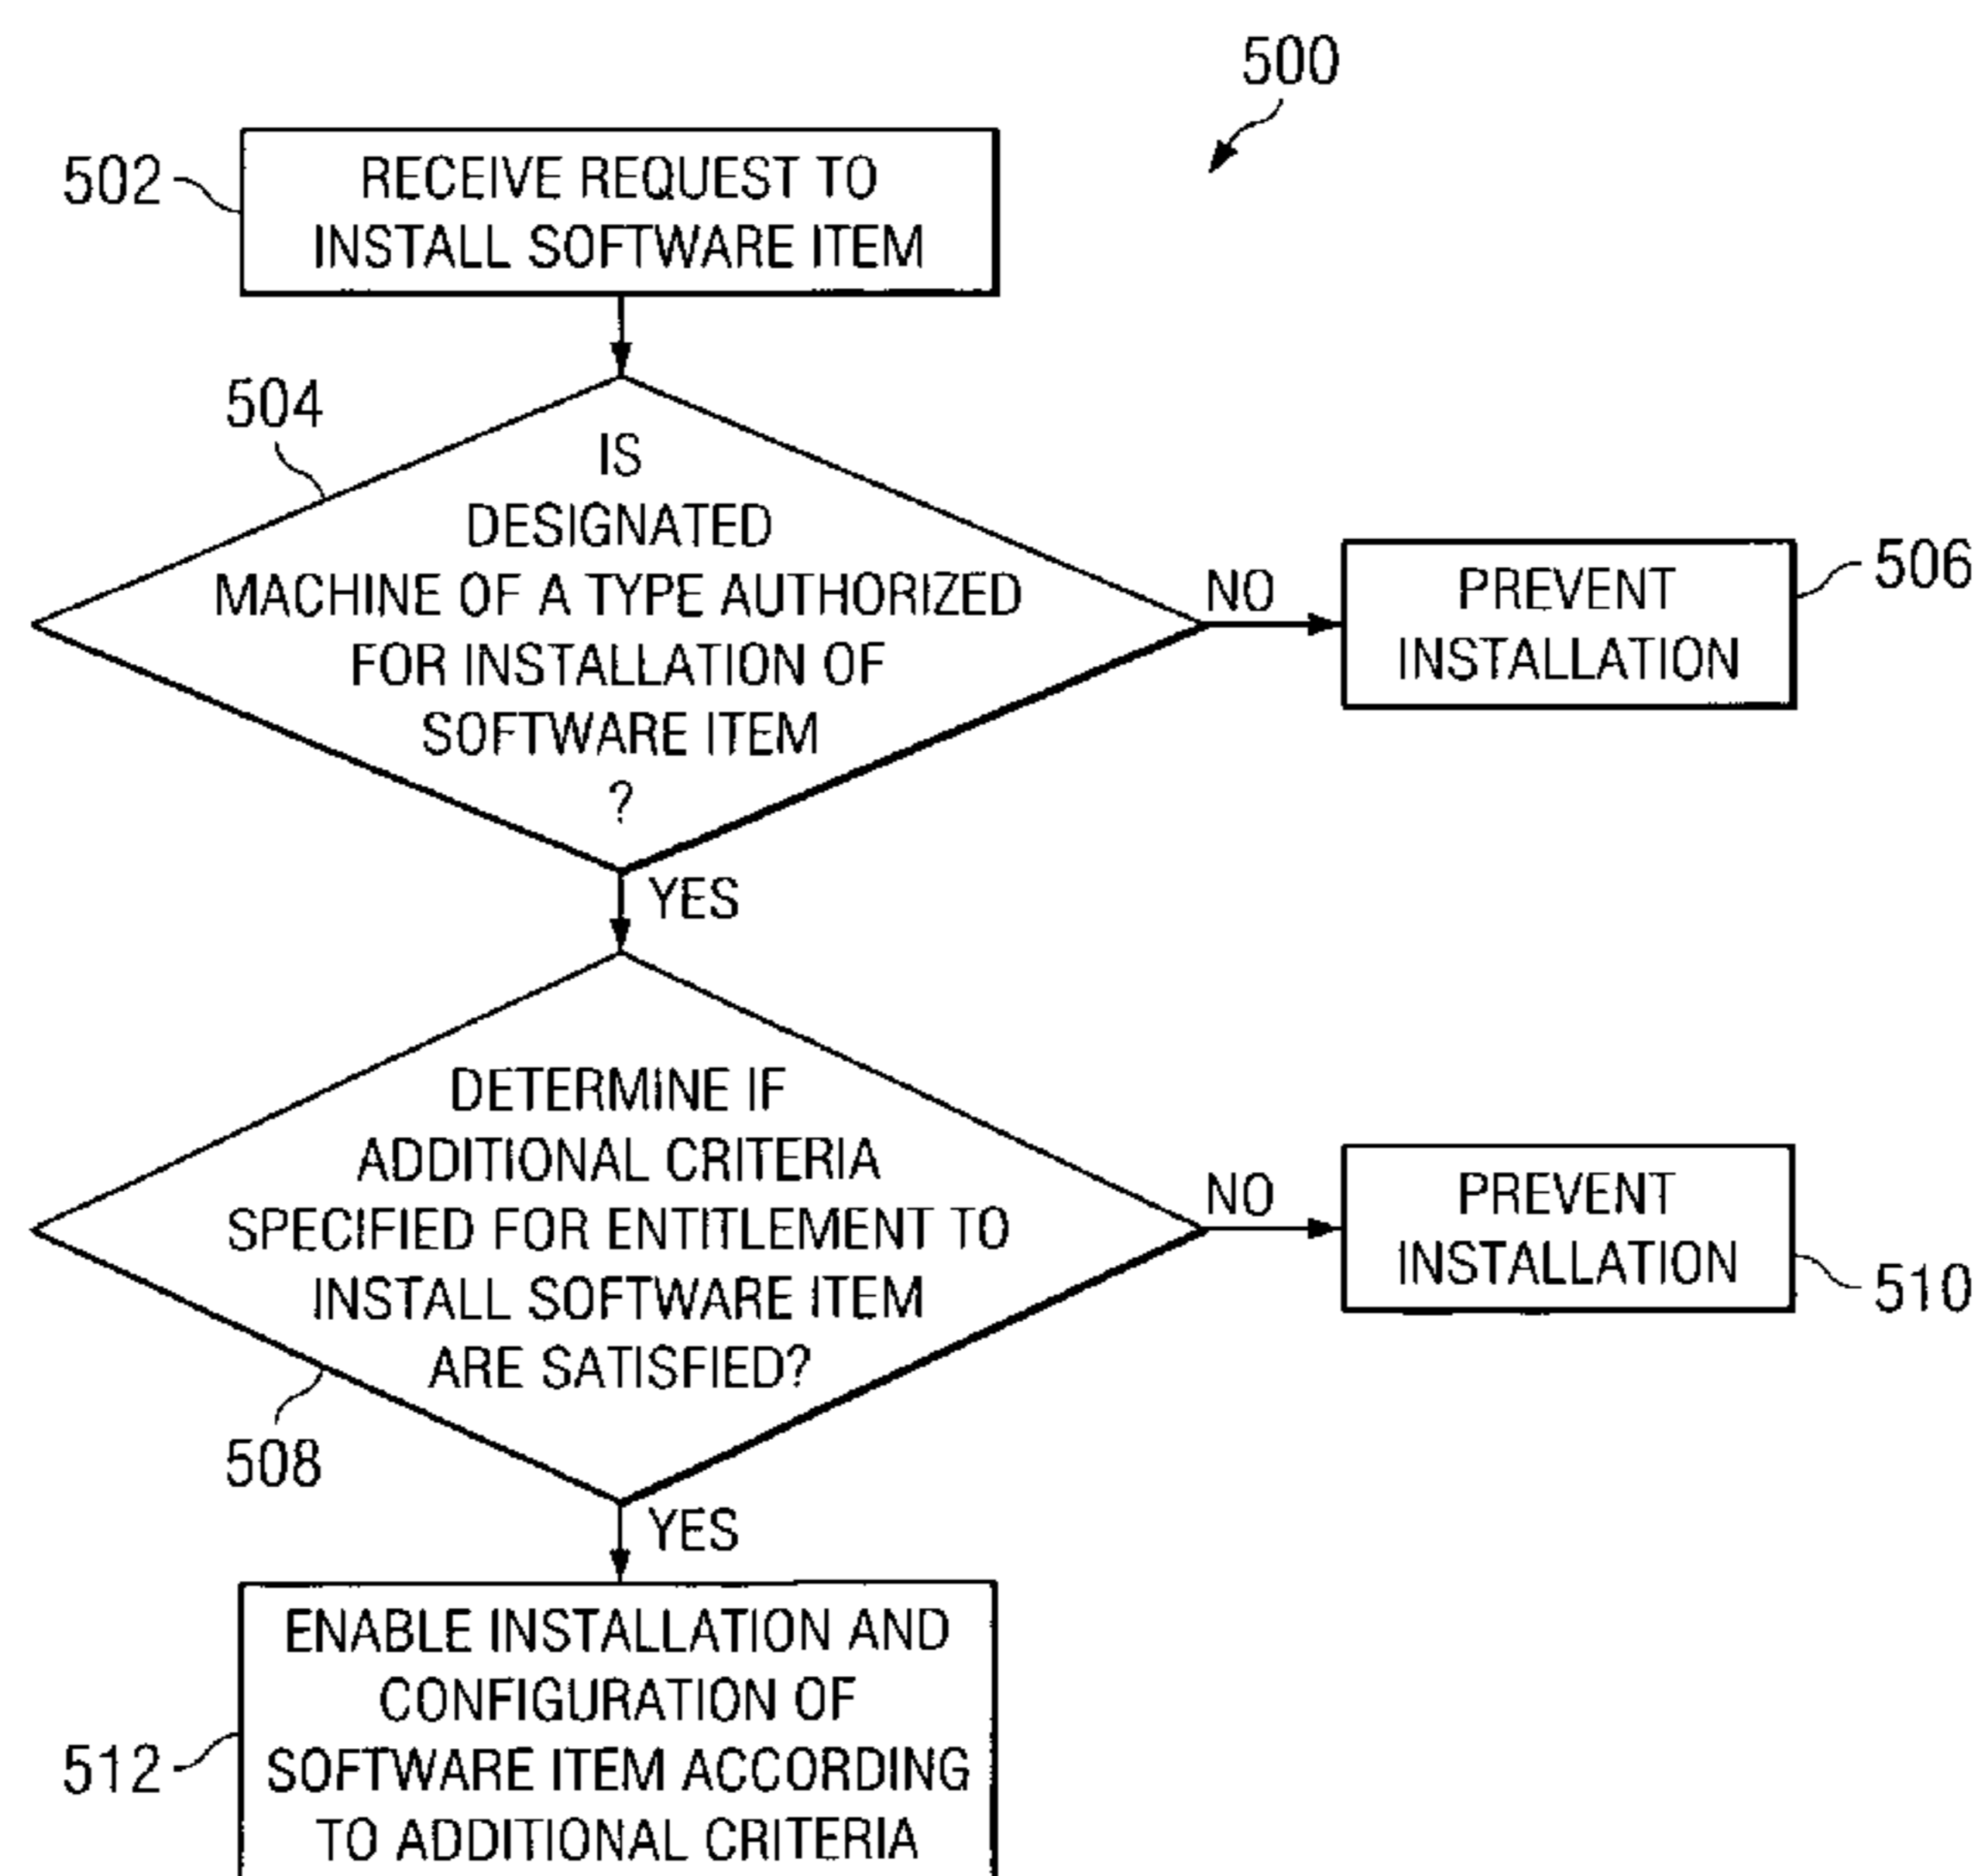 500
502
RECEIVE REQUEST TO
INSTALL SOFTWARE ITEM
504
IS
DESIGNATED
MACHINE OF A TYPE AUTHORIZED
FOR INSTALLATION OF
SOFTWARE ITEM
?
NO
PREVENT
INSTALLATION
506
YES
DETERMINE IF
ADDITIONAL CRITERIA
SPECIFIED FOR ENTITLEMENT TO
INSTALL SOFTWARE ITEM
ARE SATISFIED?
508
NO
PREVENT
INSTALLATION
510
YES
512
ENABLE INSTALLATION AND
CONFIGURATION OF
SOFTWARE ITEM ACCORDING
TO ADDITIONAL CRITERIA